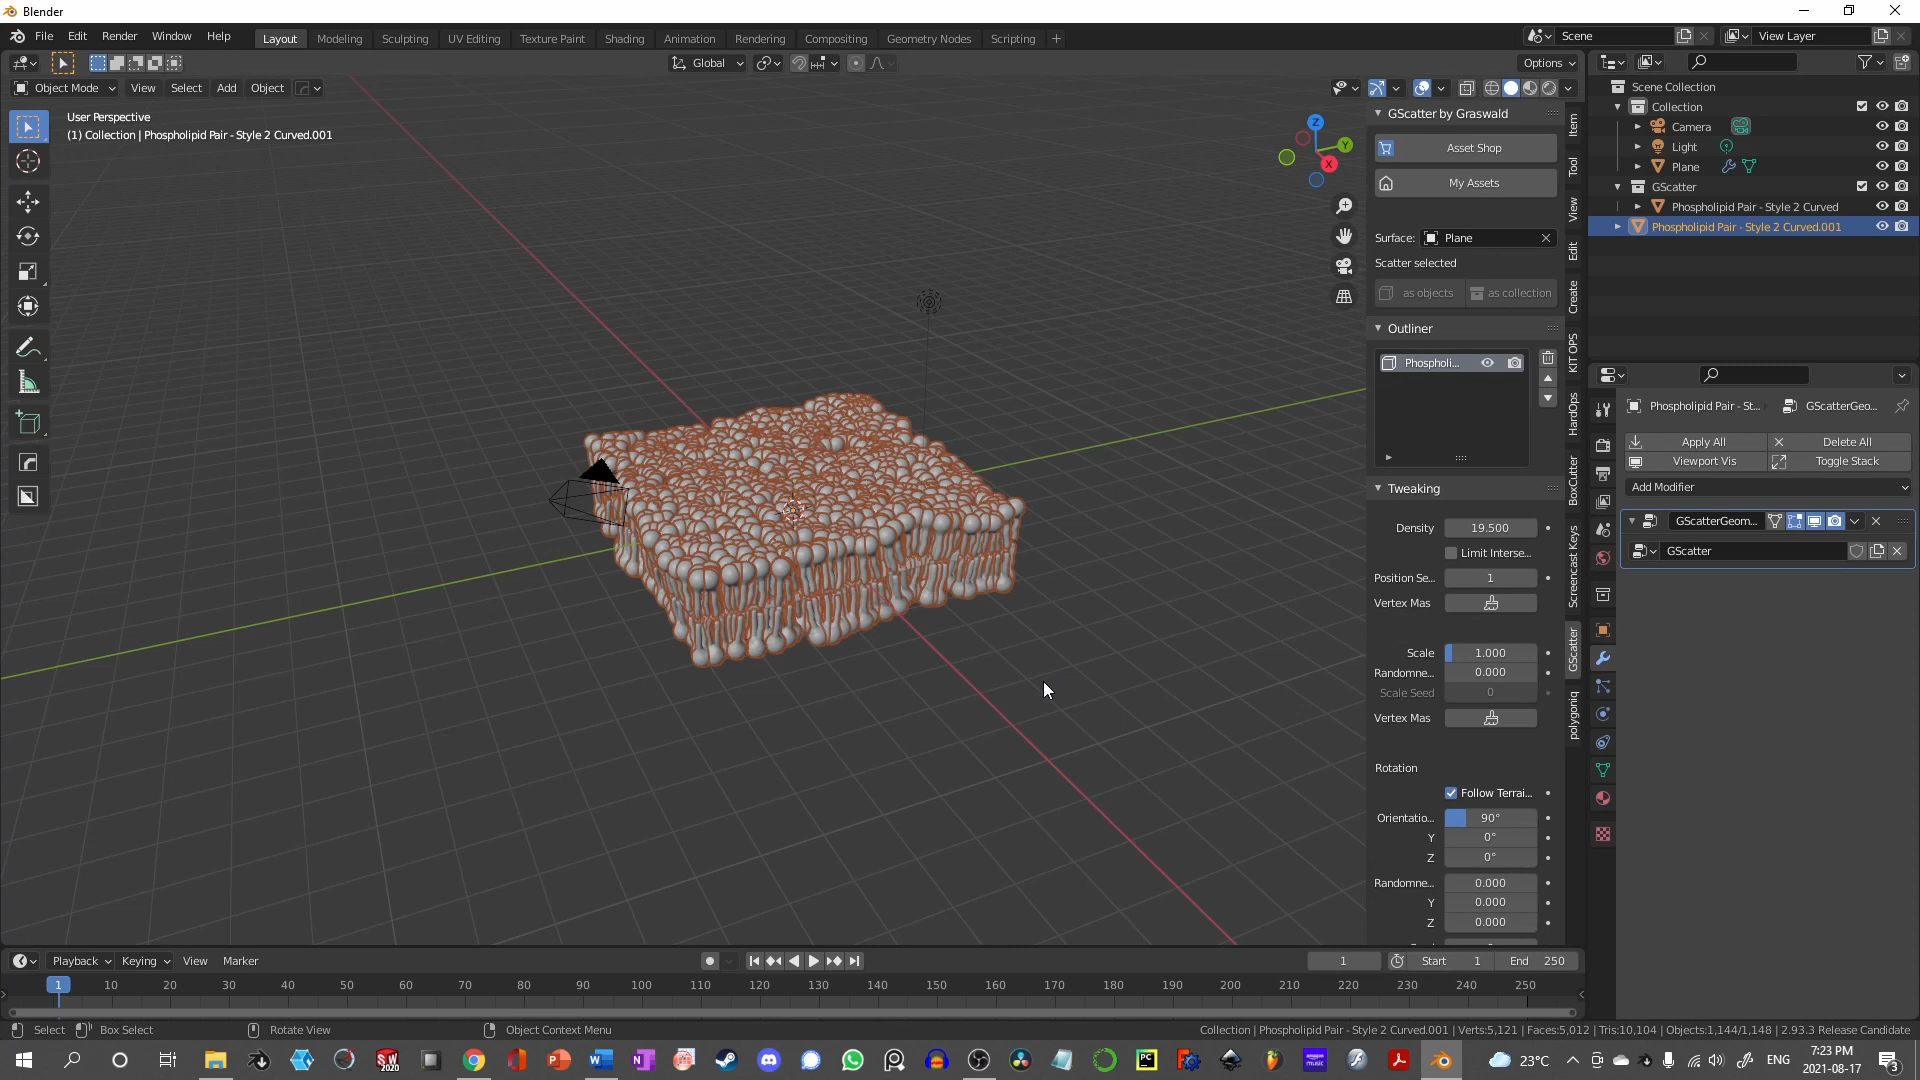 Blender
File Edit Render Window Help
Layout Modeling Sculpting UV Editing Texture Paint Shading Animation Rendering Compositing Geometry Nodes Scripting +
Scene
View Layer
Global
Options
Object Mode View Select Add Object
User Perspective
(1) Collection | Phospholipid Pair - Style 2 Curved.001
Z
Y
X
GScatter by Graswald
Asset Shop
My Assets
Surface: Plane
Scatter selected
as objects as collection
Outliner
Phospholi...
Tweaking
Density 19.500
Limit Interse...
Position Se... 1
Vertex Mas
Scale 1.000
Randomne... 0.000
Scale Seed 0
Vertex Mas
Rotation
Follow Terrai...
Orientatio... 90°
Y 0°
Z 0°
Randomne... 0.000
Y 0.000
Z 0.000
Item
Tool
View
Edit
Create
KIT OPS
HardOps
BoxCutter
Screencast Keys
GScatter
polygoniq
Scene Collection
Collection
Camera
Light
Plane
GScatter
Phospholipid Pair - Style 2 Curved
Phospholipid Pair - Style 2 Curved.001
Phospholipid Pair - St... GScatterGeo...
Apply All Delete All
Viewport Vis Toggle Stack
Add Modifier
GScatterGeom...
GScatter
Playback Keying View Marker
1 Start 1 End 250
1 10 20 30 40 50 60 70 80 90 100 110 120 130 140 150 160 170 180 190 200 210 220 230 240 250
Select Box Select Rotate View Object Context Menu
Collection | Phospholipid Pair - Style 2 Curved.001 | Verts:5,121 | Faces:5,012 | Tris:10,104 | Objects:1,144/1,148 | 2.93.3 Release Candidate
SW 2020
PC
amazon music
23°C
ENG
7:23 PM
2021-08-17
3